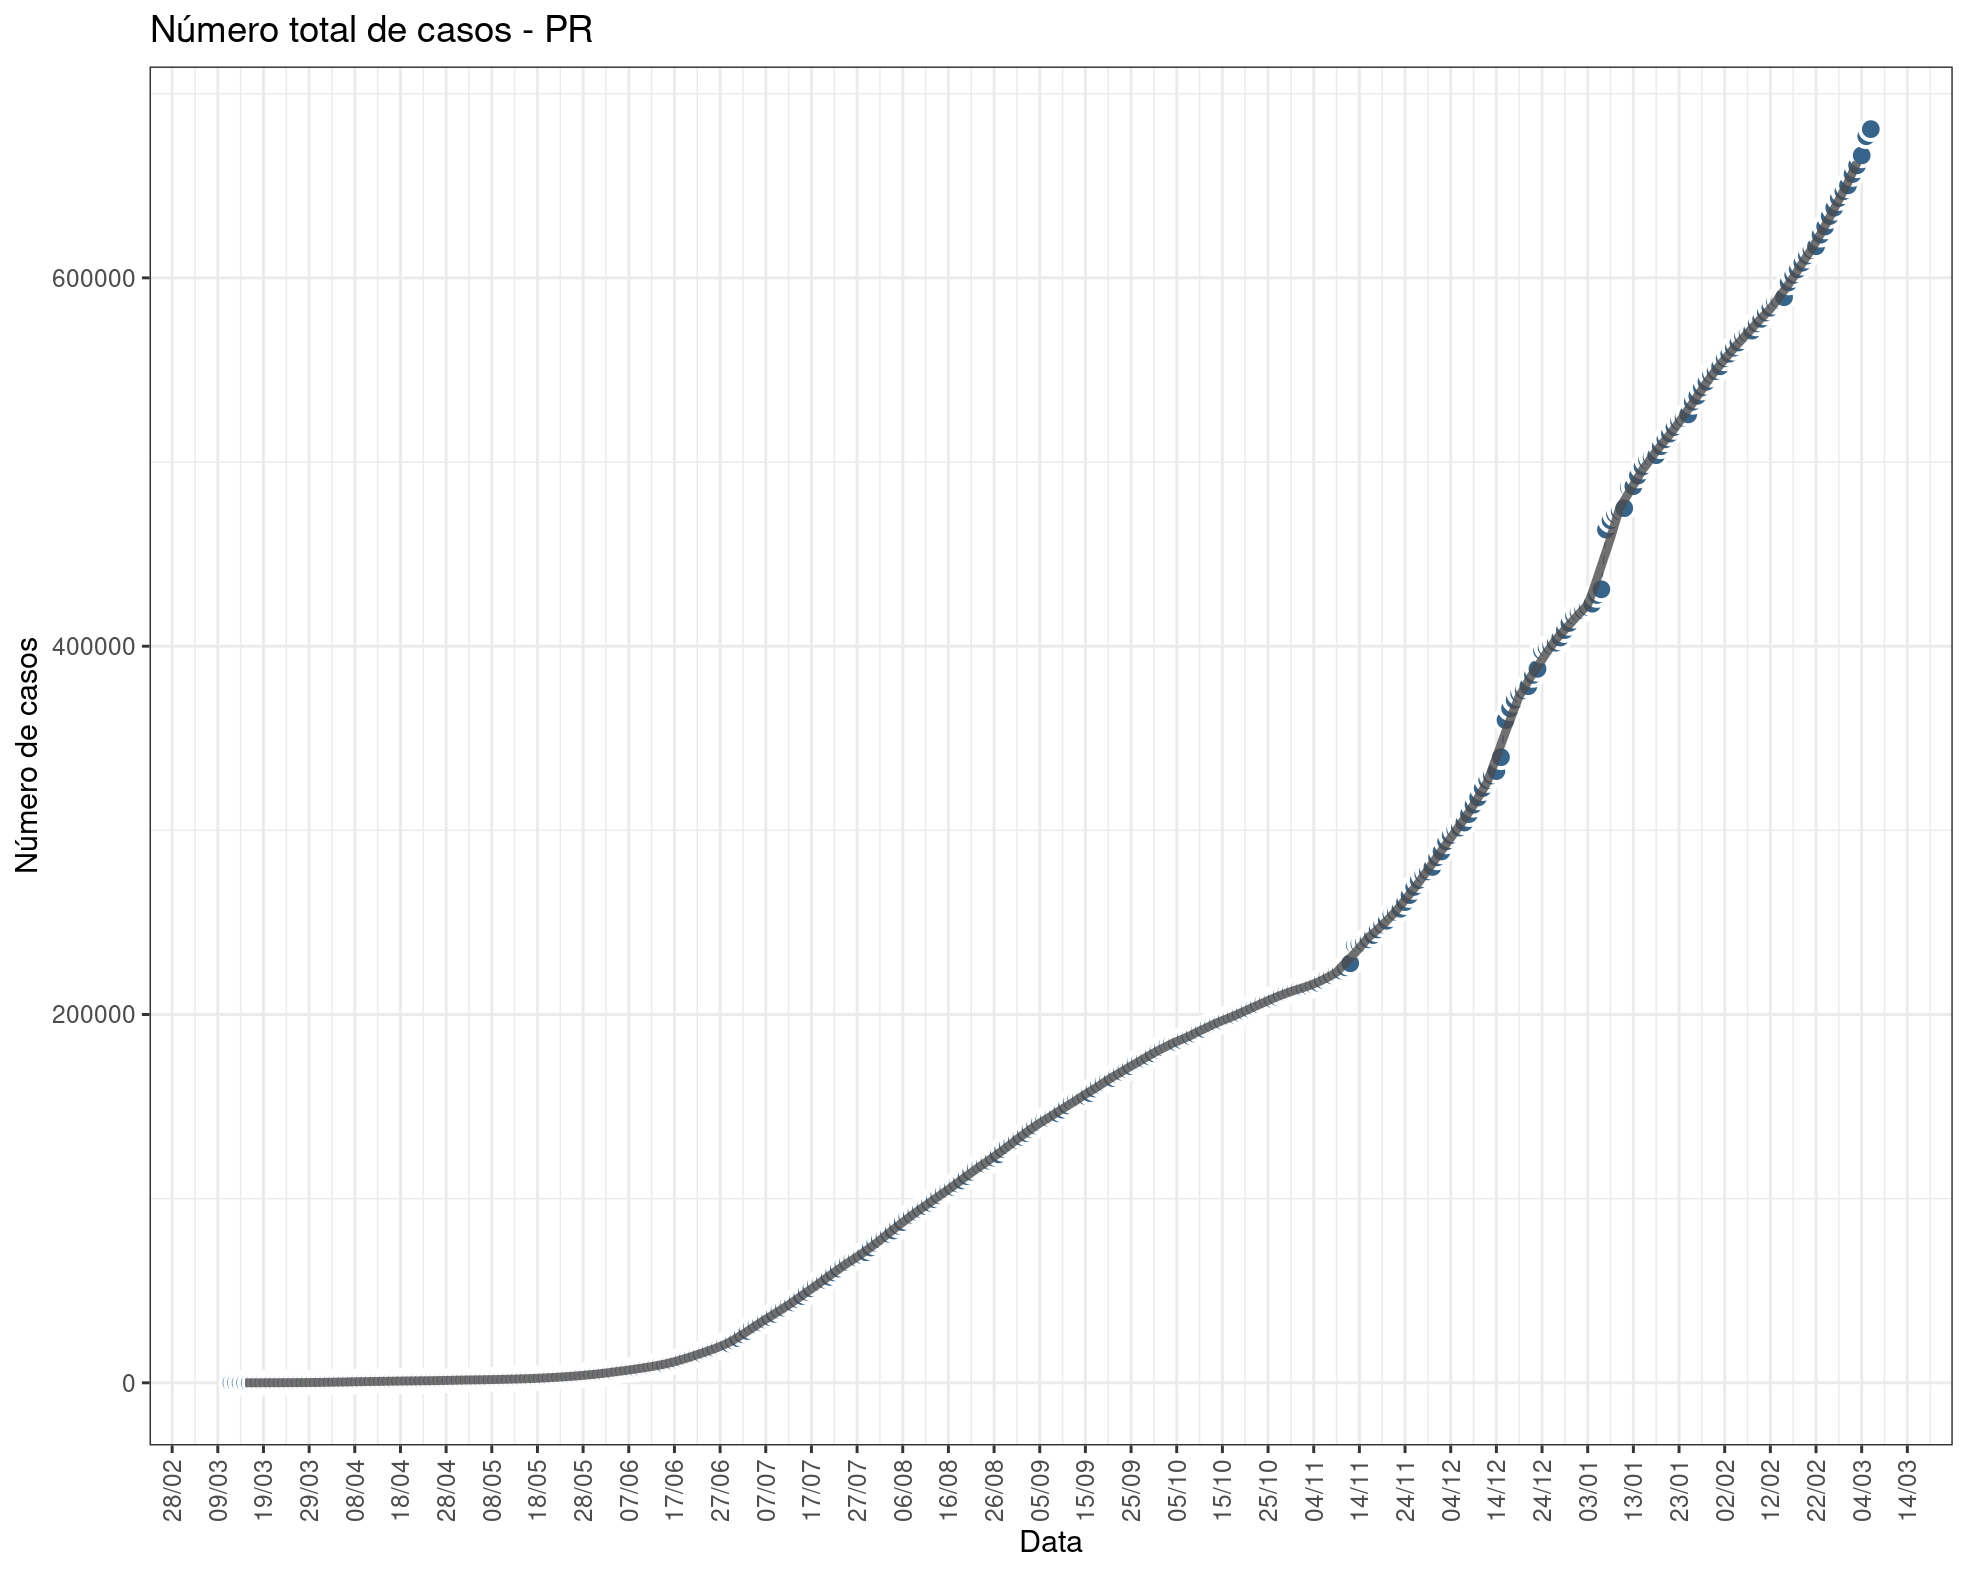 Número total de casos - PR
Número de casos
600000
400000
200000
0
28/02 09/03 19/03 29/03 08/04 18/04 28/04 08/05 18/05 28/05 07/06 17/06 27/06 07/07 17/07 27/07 06/08 16/08 26/08 05/09 15/09 25/09 05/10 15/10 25/10 04/11 14/11 24/11 04/12 14/12 24/12 03/01 13/01 23/01 02/02 12/02 22/02 04/03 14/03
Data